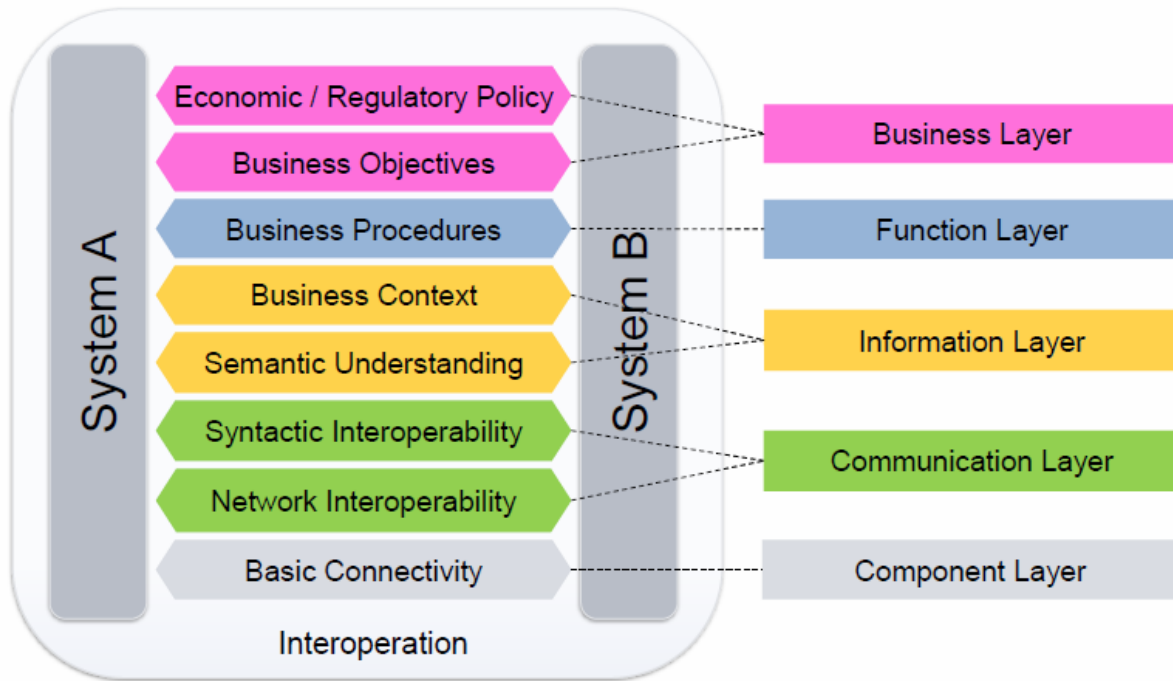 System A
Economic / Regulatory Policy
Business Objectives
Business Procedures
Business Context
Semantic Understanding
Syntactic Interoperability
Network Interoperability
Basic Connectivity
System B
Interoperation
Business Layer
Function Layer
Information Layer
Communication Layer
Component Layer